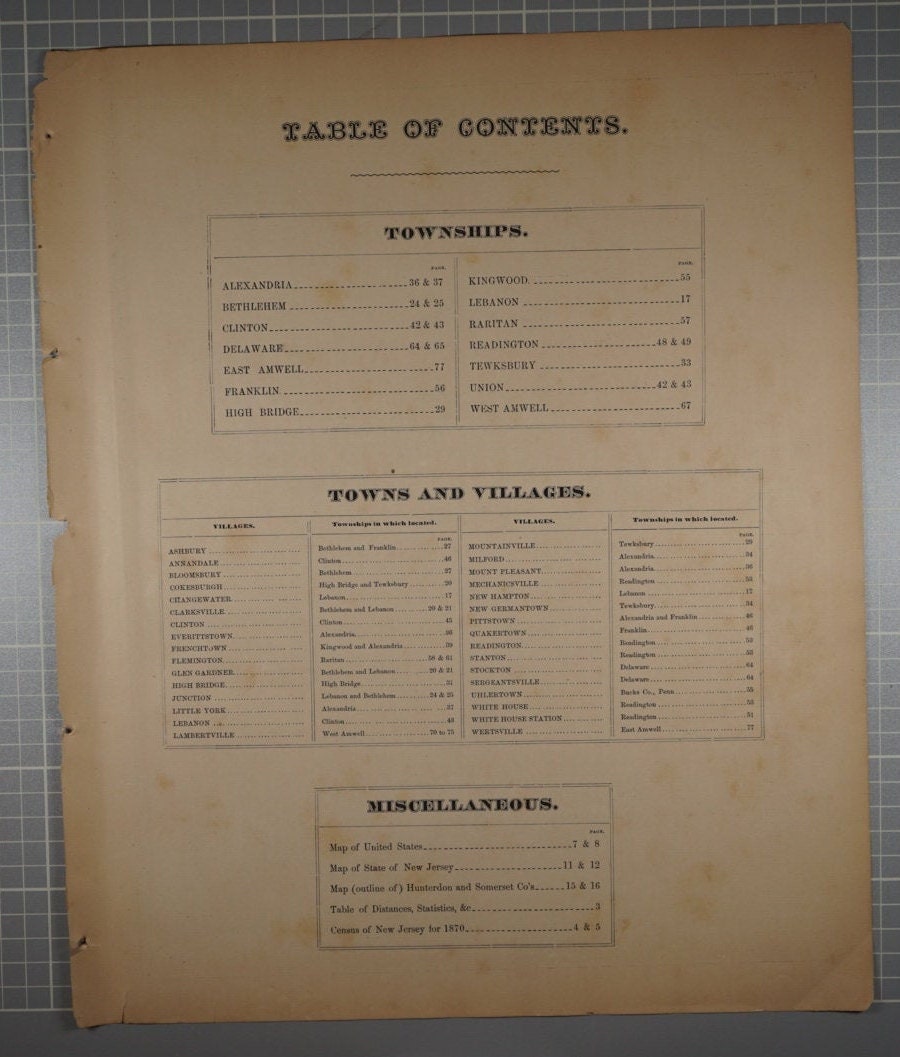 TABLE OF CONTENTS.
TOWNSHIPS.
PAGE.
ALEXANDRIA 36 & 37
BETHLEHEM 24 & 25
CLINTON 42 & 43
DELAWARE 64 & 65
EAST AMWELL 77
FRANKLIN 56
HIGH BRIDGE 29
PAGE.
KINGWOOD 55
LEBANON 17
RARITAN 57
READINGTON 48 & 49
TEWKSBURY 33
UNION 42 & 43
WEST AMWELL 67
TOWNS AND VILLAGES.
VILLAGES. Townships in which located.
PAGE.
ASHBURY Bethlehem and Franklin 27
ANNANDALE Clinton 46
BLOOMSBURY Bethlehem 27
COKESBURGH High Bridge and Tewksbury 20
CHANGEWATER Lebanon 17
CLARKSVILLE Bethlehem and Lebanon 20 & 21
CLINTON Clinton 45
EVERITTSTOWN Alexandria 36
FRENCHTOWN Kingwood and Alexandria 39
FLEMINGTON Raritan 58 & 61
GLEN GARDNER Bethlehem and Lebanon 20 & 21
HIGH BRIDGE High Bridge 31
JUNCTION Lebanon and Bethlehem 24 & 25
LITTLE YORK Alexandria 37
LEBANON Clinton 48
LAMBERTVILLE West Amwell 70 to 75
VILLAGES. Townships in which located.
PAGE.
MOUNTAINVILLE Tewksbury 29
MILFORD Alexandria 34
MOUNT PLEASANT Alexandria 36
MECHANICSVILLE Readington 53
NEW HAMPTON Lebanon 17
NEW GERMANTOWN Tewksbury 34
PITTSTOWN Alexandria and Franklin 46
QUAKERTOWN Franklin 46
READINGTON Readington 53
STANTON Readington 53
STOCKTON Delaware 64
SERGEANTSVILLE Delaware 64
UHLERTOWN Bucks Co., Penn 55
WHITE HOUSE Readington 53
WHITE HOUSE STATION Readington 51
WERTSVILLE East Amwell 77
MISCELLANEOUS.
PAGE.
Map of United States 7 & 8
Map of State of New Jersey 11 & 12
Map (outline of) Hunterdon and Somerset Co's 15 & 16
Table of Distances, Statistics, &c 3
Census of New Jersey for 1870 4 & 5